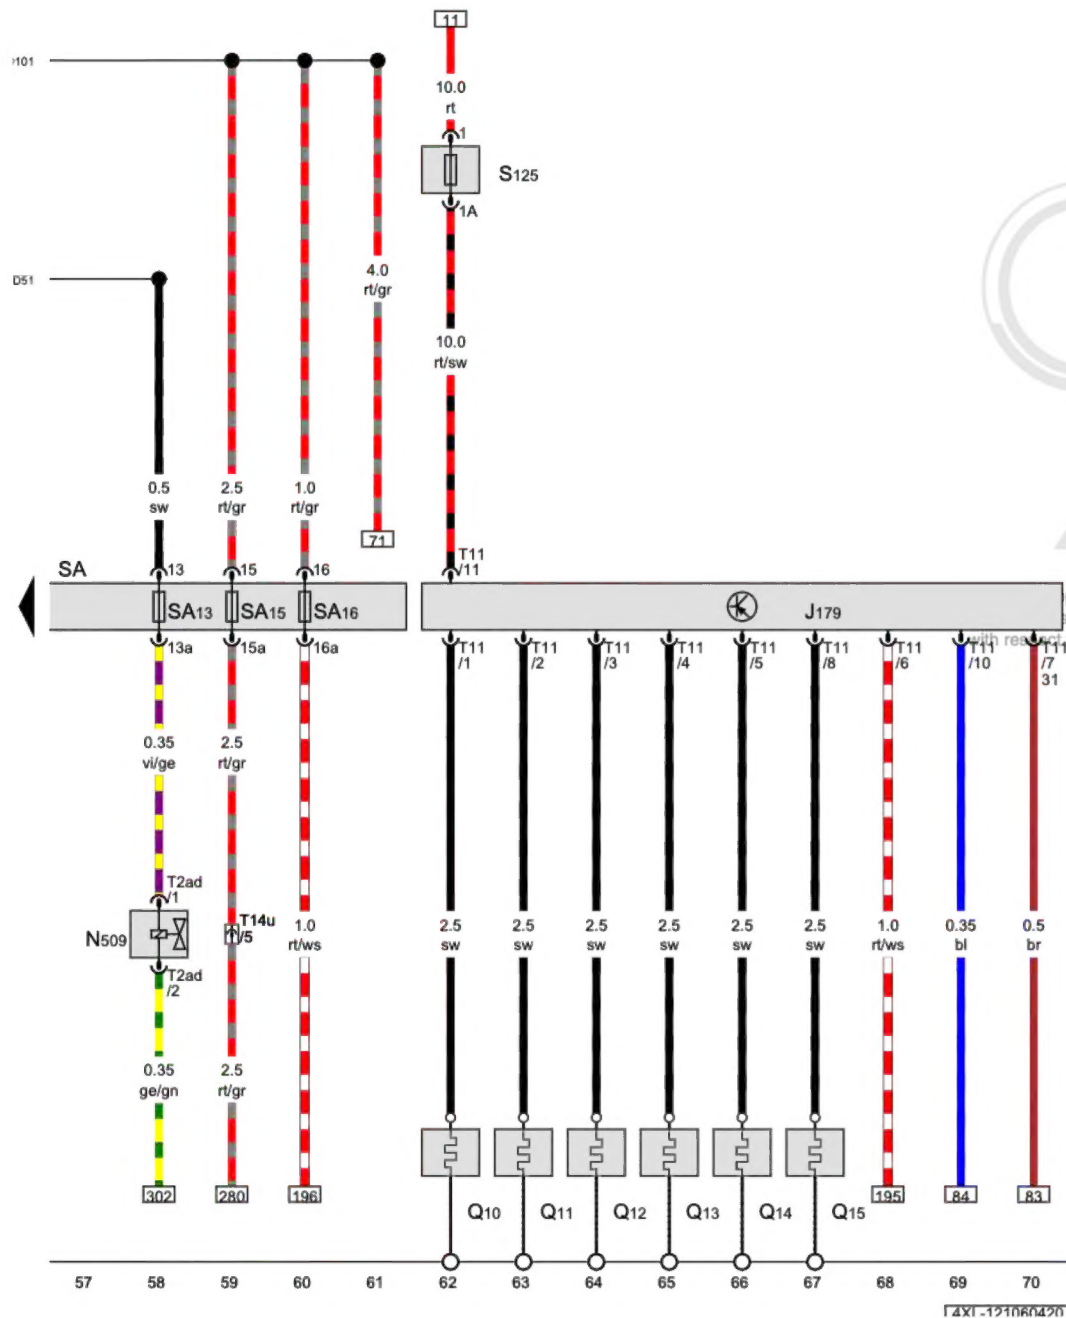 11
101
10.0
rt
1
S125
1A
D51
4.0
rt/gr
10.0
rt/sw
0.5
sw
2.5
rt/gr
1.0
rt/gr
71
T11
/11
SA
13
15
16
SA13
SA15
SA16
J179
13a
15a
16a
T11
/1
T11
/2
T11
/3
T11
/4
T11
/5
T11
/8
T11
/6
T11
/10
T11
/7
31
with respect
0.35
vi/ge
2.5
rt/gr
T2ad
/1
N509
T14u
/5
T2ad
/2
1.0
rt/ws
2.5
sw
2.5
sw
2.5
sw
2.5
sw
2.5
sw
2.5
sw
1.0
rt/ws
0.35
bl
0.5
br
0.35
ge/gn
2.5
rt/gr
302
280
196
195
84
83
Q10
Q11
Q12
Q13
Q14
Q15
57 58 59 60 61 62 63 64 65 66 67 68 69 70
4XL-121060420